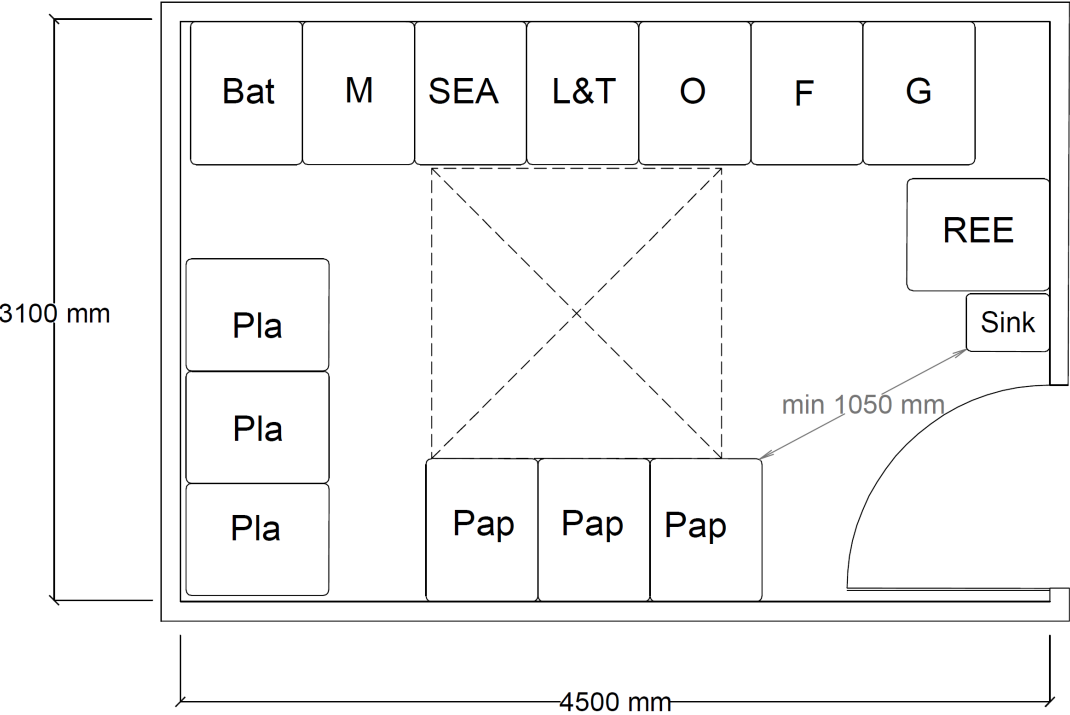 Bat M SEA L&T O F G
REE
3100 mm
Pla
Sink
min 1050 mm
Pla
Pla
Pap Pap Pap
4500 mm